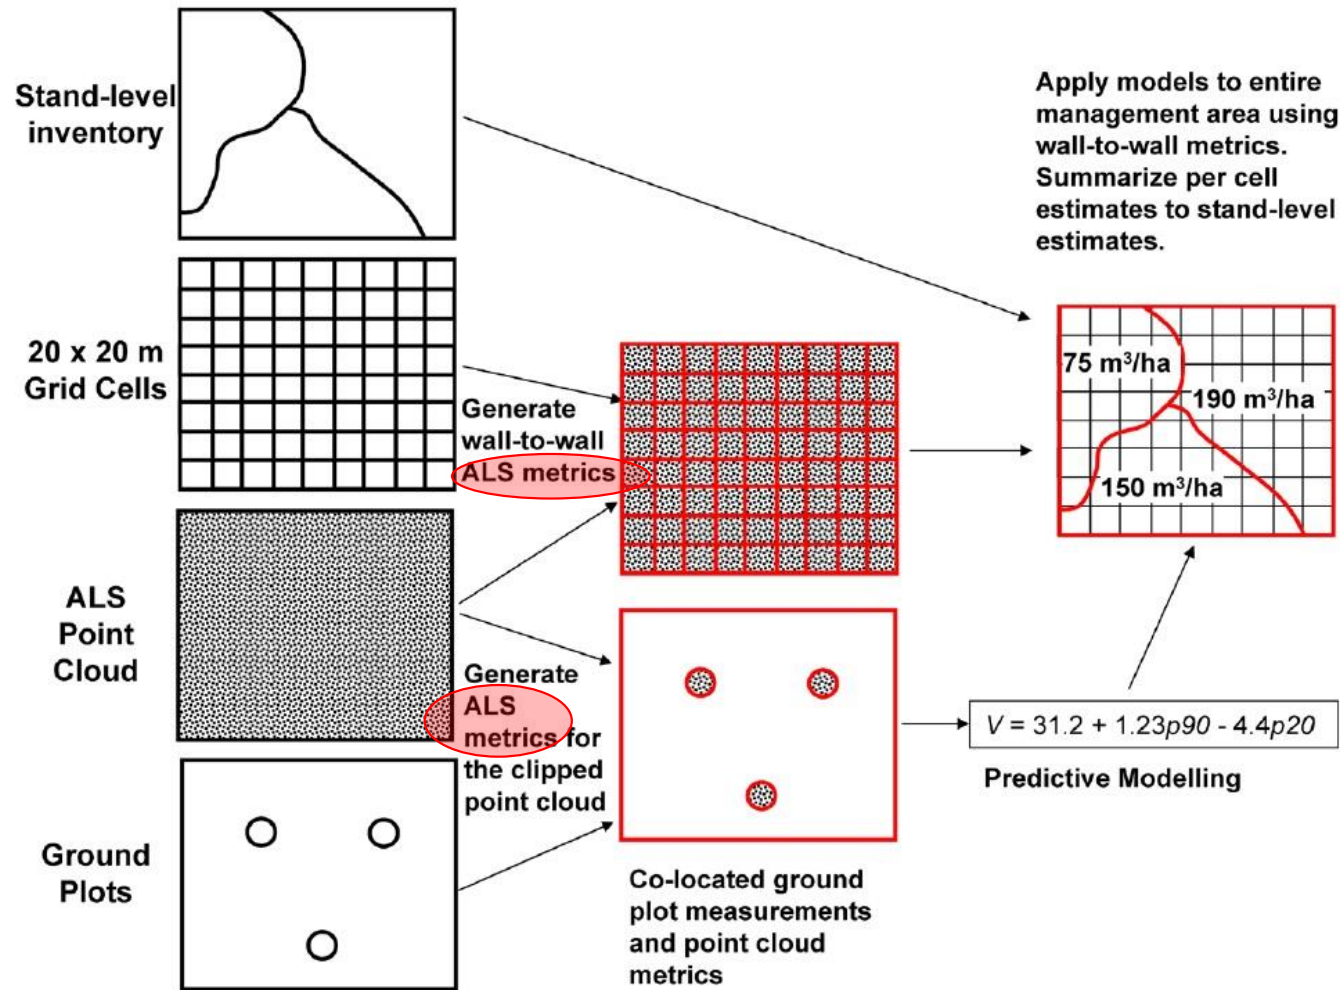 Stand-level
inventory
20 x 20 m
Grid Cells
ALS
Point
Cloud
Ground
Plots
Generate
wall-to-wall
ALS metrics
Generate
ALS
metrics for
the clipped
point cloud
Co-located ground
plot measurements
and point cloud
metrics
Apply models to entire
management area using
wall-to-wall metrics.
Summarize per cell
estimates to stand-level
estimates.
75 m³/ha
190 m³/ha
150 m³/ha
V = 31.2 + 1.23p90 - 4.4p20
Predictive Modelling